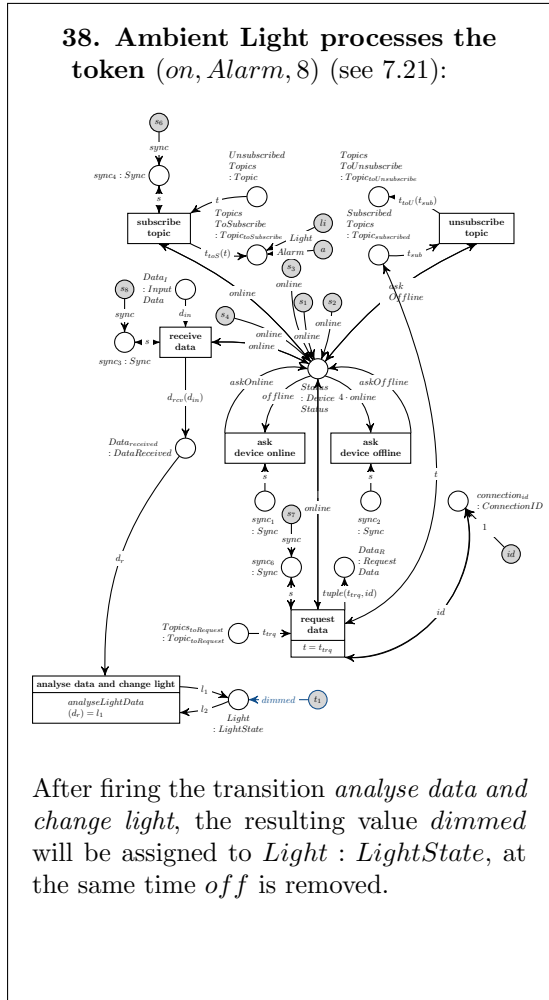 38. Ambient Light processes the
token (on, Alarm, 8) (see 7.21):
s6
sync
sync4 : Sync
s
Unsubscribed
Topics
: Topic
t
Topics
ToUnsubscribe
: TopictoUnsubscribe
ttoU(tsub)
subscribe
topic
Topics
ToSubscribe
: TopictoSubscribe
ttoS(t)
Light
li
Alarm
a
Subscribed
Topics
: Topicsubscribed
tsub
unsubscribe
topic
s3
online
ask
Offline
online
s8
sync
DataI
: Input
Data
din
s4
s1
s2
online
online
online
online
online
s
sync3 : Sync
receive
data
drcv(din)
askOnline
offline
Status
: Device
Status
4 · online
askOffline
Datareceived
: DataReceived
ask
device online
ask
device offline
s
s
t
sync1
: Sync
s7
sync
online
sync2
: Sync
connectionid
: ConnectionID
1
id
dr
sync6
: Sync
s
DataR
: Request
Data
tuple(ttrq, id)
id
TopicstoRequest
: TopictoRequest
ttrq
request
data
t = ttrq
analyse data and change light
analyseLightData
(dr) = l1
l1
l2
Light
: LightState
dimmed
t1
After firing the transition analyse data and
change light, the resulting value dimmed
will be assigned to Light : LightState, at
the same time off is removed.